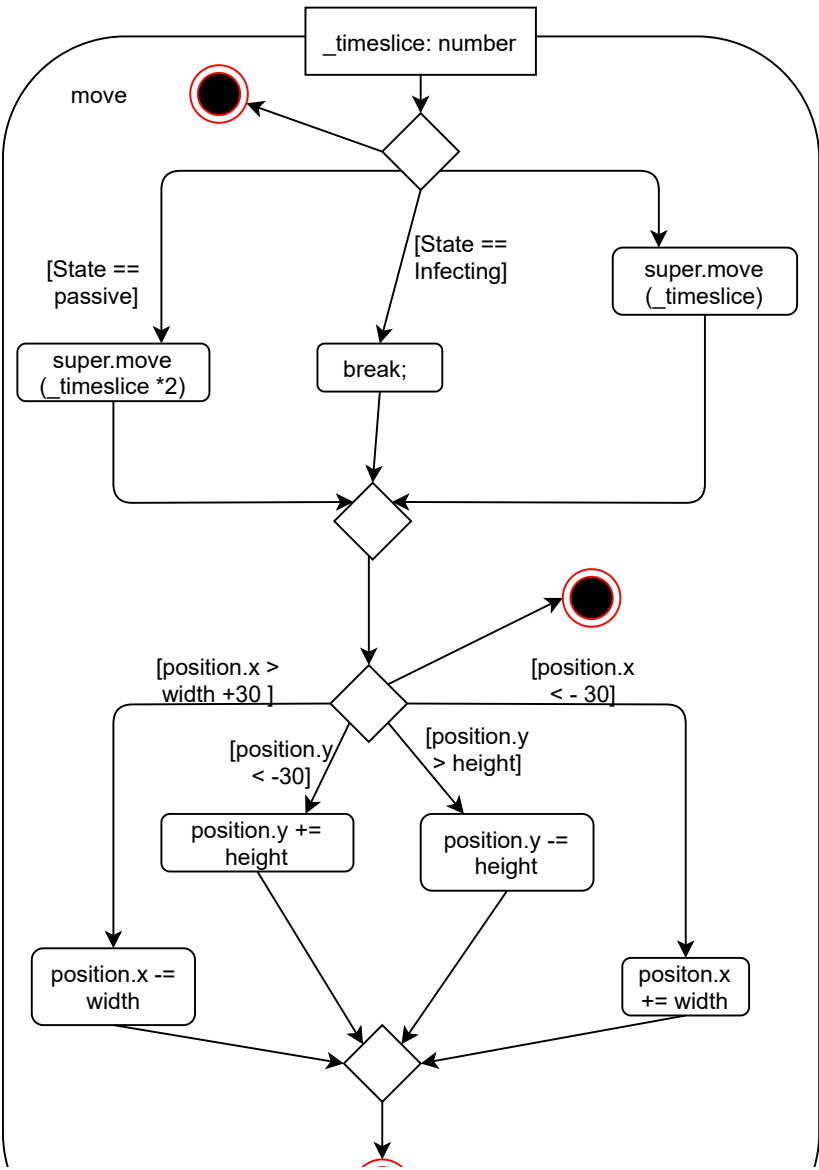 _timeslice: number
move
[State ==
Infecting]
[State ==
passive]
super.move
(_timeslice)
super.move
(_timeslice *2)
break;
[position.x >
width +30 ]
[position.x
< - 30]
[position.y
< -30]
[position.y
> height]
position.y +=
height
position.y -=
height
position.x -=
width
positon.x
+= width